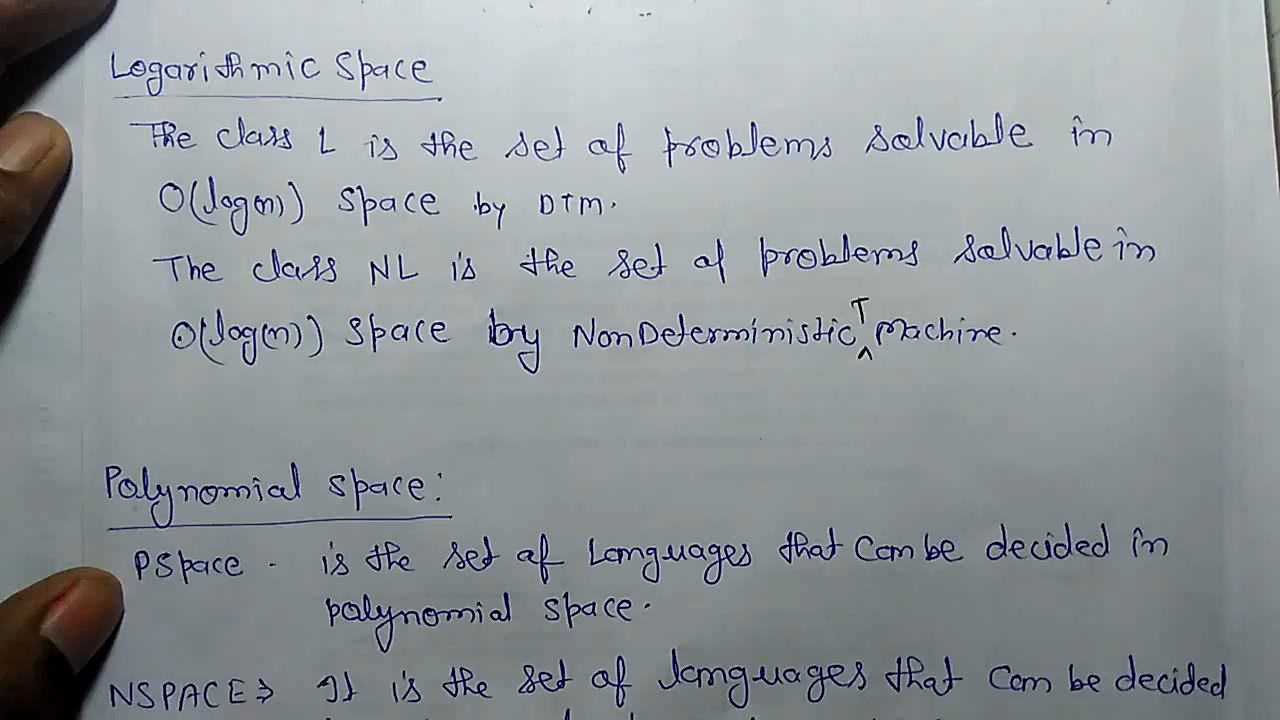 Logarithmic Space
The class L is the set of problems solvable in
O(log(n)) space by DTM.
The class NL is the set of problems solvable in
O(log(n)) space by NonDeterministic T Machine.
Polynomial space:
PSpace - is the set of Languages that can be decided in
polynomial space.
NSPACE ⇒ It is the set of languages that can be decided